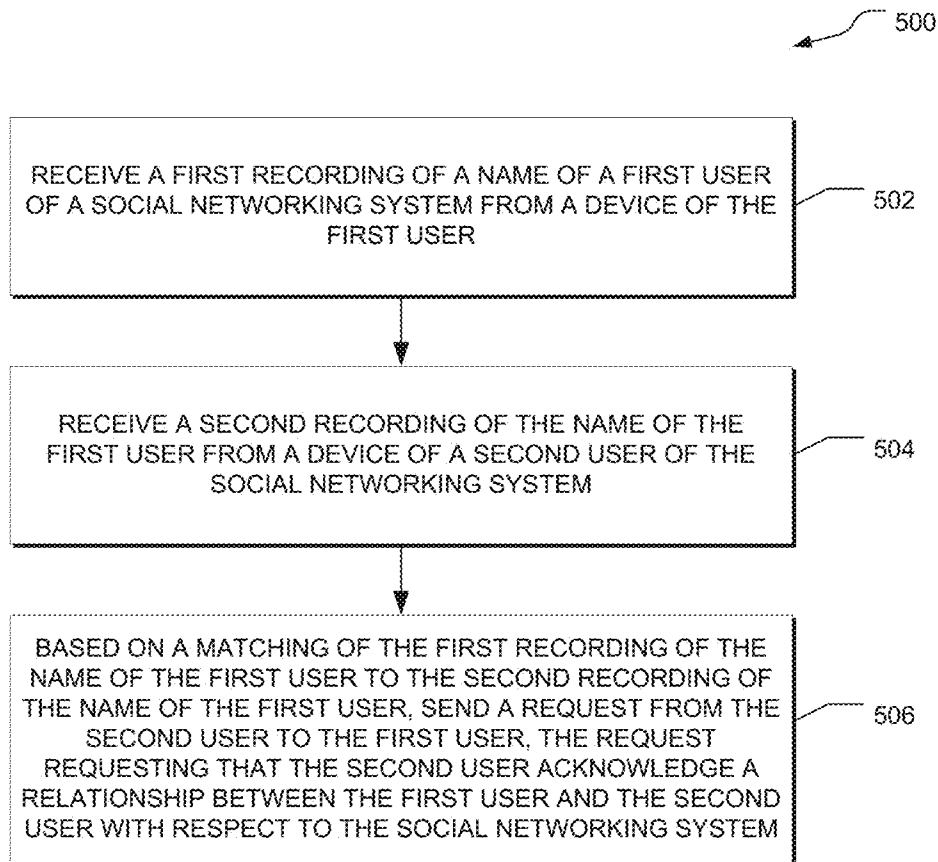 500
RECEIVE A FIRST RECORDING OF A NAME OF A FIRST USER
OF A SOCIAL NETWORKING SYSTEM FROM A DEVICE OF THE
FIRST USER
502
RECEIVE A SECOND RECORDING OF THE NAME OF THE
FIRST USER FROM A DEVICE OF A SECOND USER OF THE
SOCIAL NETWORKING SYSTEM
504
BASED ON A MATCHING OF THE FIRST RECORDING OF THE
NAME OF THE FIRST USER TO THE SECOND RECORDING OF
THE NAME OF THE FIRST USER, SEND A REQUEST FROM THE
SECOND USER TO THE FIRST USER, THE REQUEST
REQUESTING THAT THE SECOND USER ACKNOWLEDGE A
RELATIONSHIP BETWEEN THE FIRST USER AND THE SECOND
USER WITH RESPECT TO THE SOCIAL NETWORKING SYSTEM
506